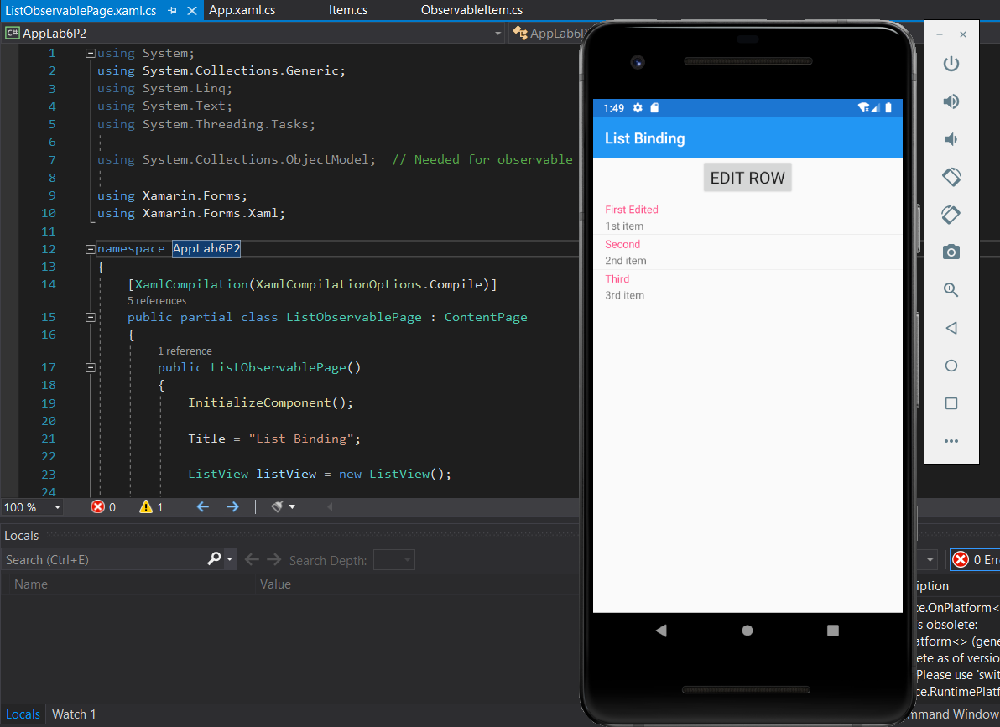 ListObservablePage.xaml.cs App.xaml.cs Item.cs ObservableItem.cs
C# AppLab6P2 AppLab6P
1 using System;
2 using System.Collections.Generic;
3 using System.Linq;
4 using System.Text;
5 using System.Threading.Tasks;
6
7 using System.Collections.ObjectModel; // Needed for observable
8
9 using Xamarin.Forms;
10 using Xamarin.Forms.Xaml;
11
12 namespace AppLab6P2
13 {
14 [XamlCompilation(XamlCompilationOptions.Compile)]
5 references
15 public partial class ListObservablePage : ContentPage
16 {
1 reference
17 public ListObservablePage()
18 {
19 InitializeComponent();
20
21 Title = "List Binding";
22
23 ListView listView = new ListView();
24
100 % 0 1
Locals
Search (Ctrl+E) Search Depth:
Name Value
Locals Watch 1
1:49
List Binding
EDIT ROW
First Edited
1st item
Second
2nd item
Third
3rd item
0 Err
iption
ce.OnPlatform<
s obsolete:
atform<> (gene
ete as of versio
Please use 'swit
ce.RuntimePlatf
mmand Window